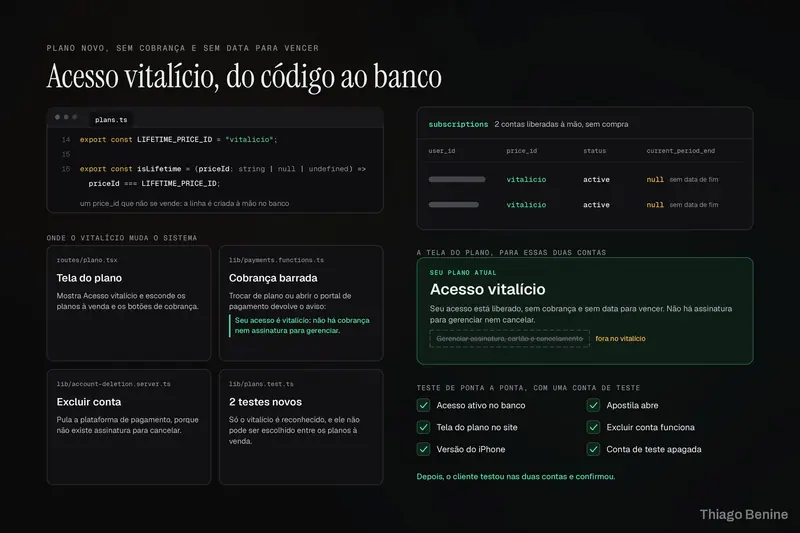 PLANO NOVO, SEM COBRANÇA E SEM DATA PARA VENCER
Acesso vitalício, do código ao banco
plans.ts
14 export const LIFETIME_PRICE_ID = "vitalicio";
15
16 export const isLifetime = (priceId: string | null | undefined) =>
priceId === LIFETIME_PRICE_ID;
um price_id que não se vende: a linha é criada à mão no banco
ONDE O VITALÍCIO MUDA O SISTEMA
routes/plano.tsx
Tela do plano
Mostra Acesso vitalício e esconde os
planos à venda e os botões de cobrança.
lib/payments.functions.ts
Cobrança barrada
Trocar de plano ou abrir o portal de
pagamento devolve o aviso:
Seu acesso é vitalício: não há cobrança
nem assinatura para gerenciar.
lib/account-deletion.server.ts
Excluir conta
Pula a plataforma de pagamento, porque
não existe assinatura para cancelar.
lib/plans.test.ts
2 testes novos
Só o vitalício é reconhecido, e ele não
pode ser escolhido entre os planos à
venda.
subscriptions 2 contas liberadas à mão, sem compra
user_id price_id status current_period_end
vitalicio active null sem data de fim
vitalicio active null sem data de fim
A TELA DO PLANO, PARA ESSAS DUAS CONTAS
SEU PLANO ATUAL
Acesso vitalício
Seu acesso está liberado, sem cobrança e sem data para vencer. Não há assinatura
para gerenciar nem cancelar.
Gerenciar assinatura, cartão e cancelamento fora no vitalício
TESTE DE PONTA A PONTA, COM UMA CONTA DE TESTE
Acesso ativo no banco
Apostila abre
Tela do plano no site
Excluir conta funciona
Versão do iPhone
Conta de teste apagada
Depois, o cliente testou nas duas contas e confirmou.
Thiago Benine